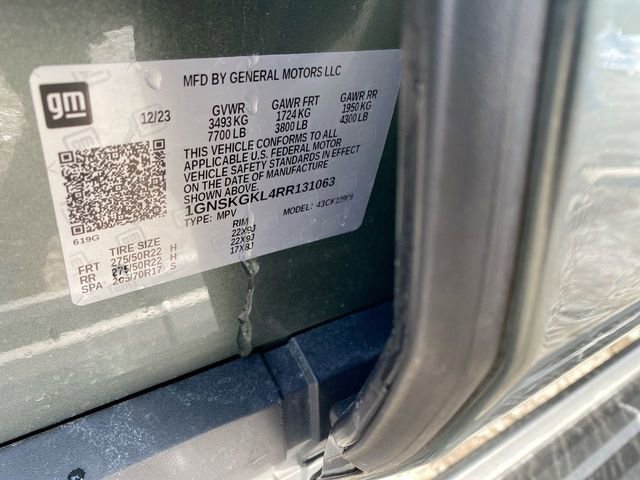 MFD BY GENERAL MOTORS LLC
gm
12/23
GVWR GAWR FRT GAWR RR
3493 KG 1724 KG 1950 KG
7700 LB 3800 LB 4300 LB
THIS VEHICLE CONFORMS TO ALL
APPLICABLE U.S. FEDERAL MOTOR
VEHICLE SAFETY STANDARDS IN EFFECT
ON THE DATE OF MANUFACTURE
SHOWN ABOVE.
1GNSKGKL4RR131063
TYPE: MPV MODEL:
619G
TIRE SIZE RIM
FRT 275/50R22 H 22X9J
RR 275/50R22 H 22X9J
SPA 265/70R17 S 17X8J